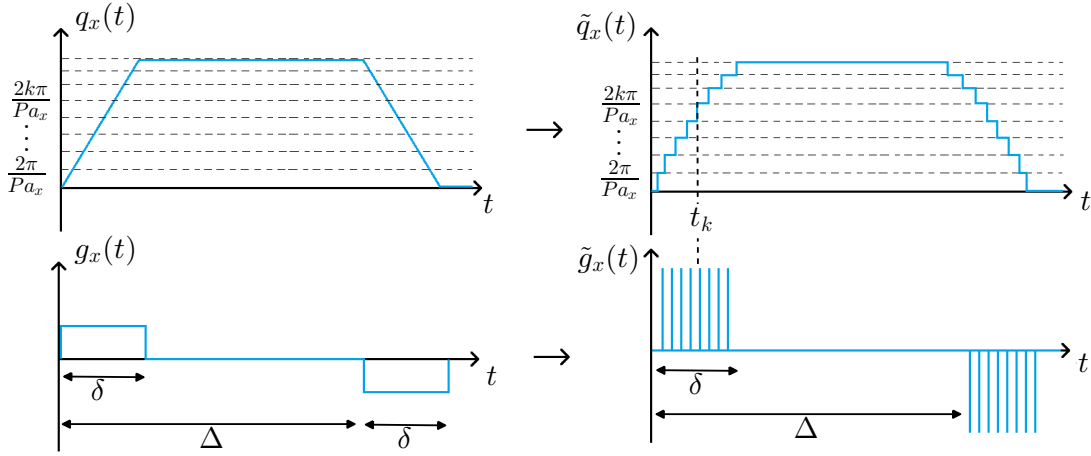 q_x(t)
2kπ/Pa_x
⋮
2π/Pa_x
t
q̃_x(t)
2kπ/Pa_x
⋮
2π/Pa_x
t
t_k
g_x(t)
t
δ
Δ
δ
g̃_x(t)
t
δ
Δ